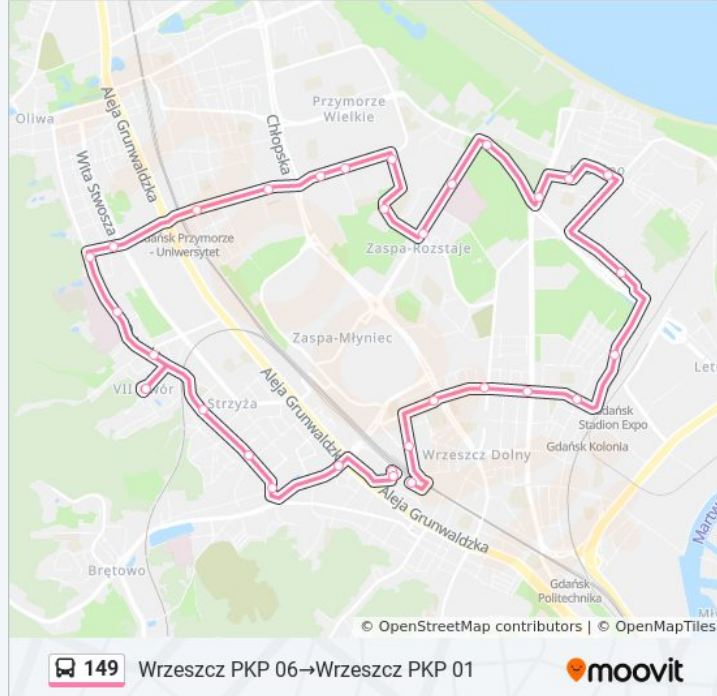 Oliwa
Aleja Grunwaldzka
Przymorze
Wielkie
Chłopska
Wita Stwosza
Zaspa-Rozstaje
Przymorze
- Uniwersytet
Zaspa-Młyniec
Aleja Grunwaldzka
Strzyża
VII
Stadion Expo
Gdańsk Kolonia
Wrzeszcz Dolny
Aleja Grunwaldzka
Brętowo
Gdańsk
Politechnika
© OpenStreetMap contributors | © OpenMapTiles
149 Wrzeszcz PKP 06→Wrzeszcz PKP 01
moovit